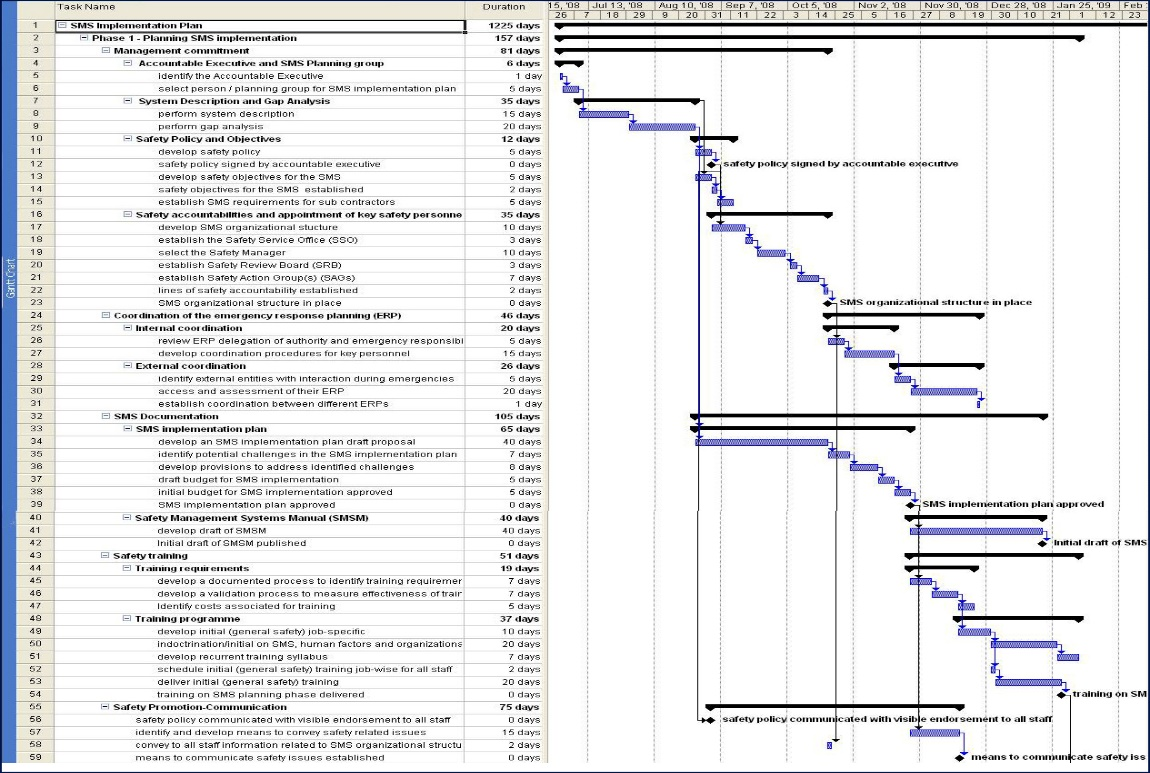 Task Name Duration 15, '08 Jul 13, '08 Aug 10, '08 Sep 7, '08 Oct 5, '08 Nov 2, '08 Nov 30, '08 Dec 28, '08 Jan 25, '09 Feb
26 7 18 29 9 20 31 11 22 3 14 25 5 16 27 8 19 30 10 21 1 12 23
1 SMS Implementation Plan 1225 days
2 Phase 1 - Planning SMS implementation 157 days
3 Management commitment 81 days
4 Accountable Executive and SMS Planning group 6 days
5 identify the Accountable Executive 1 day
6 select person / planning group for SMS implementation plan 5 days
7 System Description and Gap Analysis 35 days
8 perform system description 15 days
9 perform gap analysis 20 days
10 Safety Policy and Objectives 12 days
11 develop safety policy 5 days
12 safety policy signed by accountable executive 0 days safety policy signed by accountable executive
13 develop safety objectives for the SMS 5 days
14 safety objectives for the SMS established 2 days
15 establish SMS requirements for sub contractors 5 days
16 Safety accountabilities and appointment of key safety personne 35 days
17 develop SMS organizational stucture 10 days
18 establish the Safety Service Office (SSO) 3 days
19 select the Safety Manager 10 days
20 establish Safety Review Board (SRB) 3 days
21 establish Safety Action Group(s) (SAGs) 7 days
22 lines of safety accountability established 2 days
23 SMS organizational structure in place 0 days SMS organizational structure in place
24 Coordination of the emergency response planning (ERP) 46 days
25 Internal coordination 20 days
26 review ERP delegation of authority and emergency responsibi 5 days
27 develop coordination procedures for key personnel 15 days
28 External coordination 26 days
29 identify external entities with interaction during emergencies 5 days
30 access and assessment of their ERP 20 days
31 establish coordination between different ERPs 1 day
32 SMS Documentation 105 days
33 SMS implementation plan 65 days
34 develop an SMS implementation plan draft proposal 40 days
35 identify potential challenges in the SMS implementation plan 7 days
36 develop provisions to address identified challenges 8 days
37 draft budget for SMS implementation 5 days
38 initial budget for SMS implementation approved 5 days
39 SMS implementation plan approved 0 days SMS implementation plan approved
40 Safety Management Systems Manual (SMSM) 40 days
41 develop draft of SMSM 40 days
42 Initial draft of SMSM published 0 days Initial draft of SMS
43 Safety training 51 days
44 Training requirements 19 days
45 develop a documented process to identify training requiremer 7 days
46 develop a validation process to measure effectiveness of trair 7 days
47 Identify costs associated for training 5 days
48 Training programme 37 days
49 develop initial (general safety) job-specific 10 days
50 indoctrination/initial on SMS, human factors and organizations 20 days
51 develop recurrent training syllabus 7 days
52 schedule initial (general safety) training job-wise for all staff 2 days
53 deliver initial (general safety) training 20 days
54 training on SMS planning phase delivered 0 days training on SM
55 Safety Promotion-Communication 75 days
56 safety policy communicated with visible endorsement to all staff 0 days safety policy communicated with visible endorsement to all staff
57 identify and develop means to convey safety related issues 15 days
58 convey to all staff information related to SMS organizational structu 2 days
59 means to communicate safety issues established 0 days means to communicate safety iss
Gantt Chart